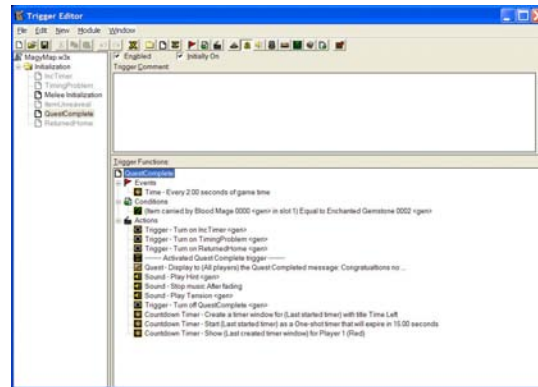 Trigger Editor
File Edit New Module Window
MagyMap.w3x
Initialization
IncTimer
TimingProblem
Melee Initialization
ItemUnreaveal
QuestComplete
ReturnedHome
Enabled
Initially On
Trigger Comment
Trigger Functions
QuestComplete
Events
Time - Every 2.00 seconds of game time
Conditions
(Item carried by Blood Mage 0000 <gen> in slot 1) Equal to Enchanted Gemstone 0002 <gen>
Actions
Trigger - Turn on IncTimer <gen>
Trigger - Turn on TimingProblem <gen>
Trigger - Turn on ReturnedHome <gen>
------- Activated Quest Complete trigger -------
Quest - Display to (All players) the Quest Completed message: Congratualtions no...
Sound - Play Hint <gen>
Sound - Stop music After fading
Sound - Play Tension <gen>
Trigger - Turn off QuestComplete <gen>
Countdown Timer - Create a timer window for (Last started timer) with title Time Left
Countdown Timer - Start (Last started timer) as a One-shot timer that will expire in 15.00 seconds
Countdown Timer - Show (Last created timer window) for Player 1 (Red)